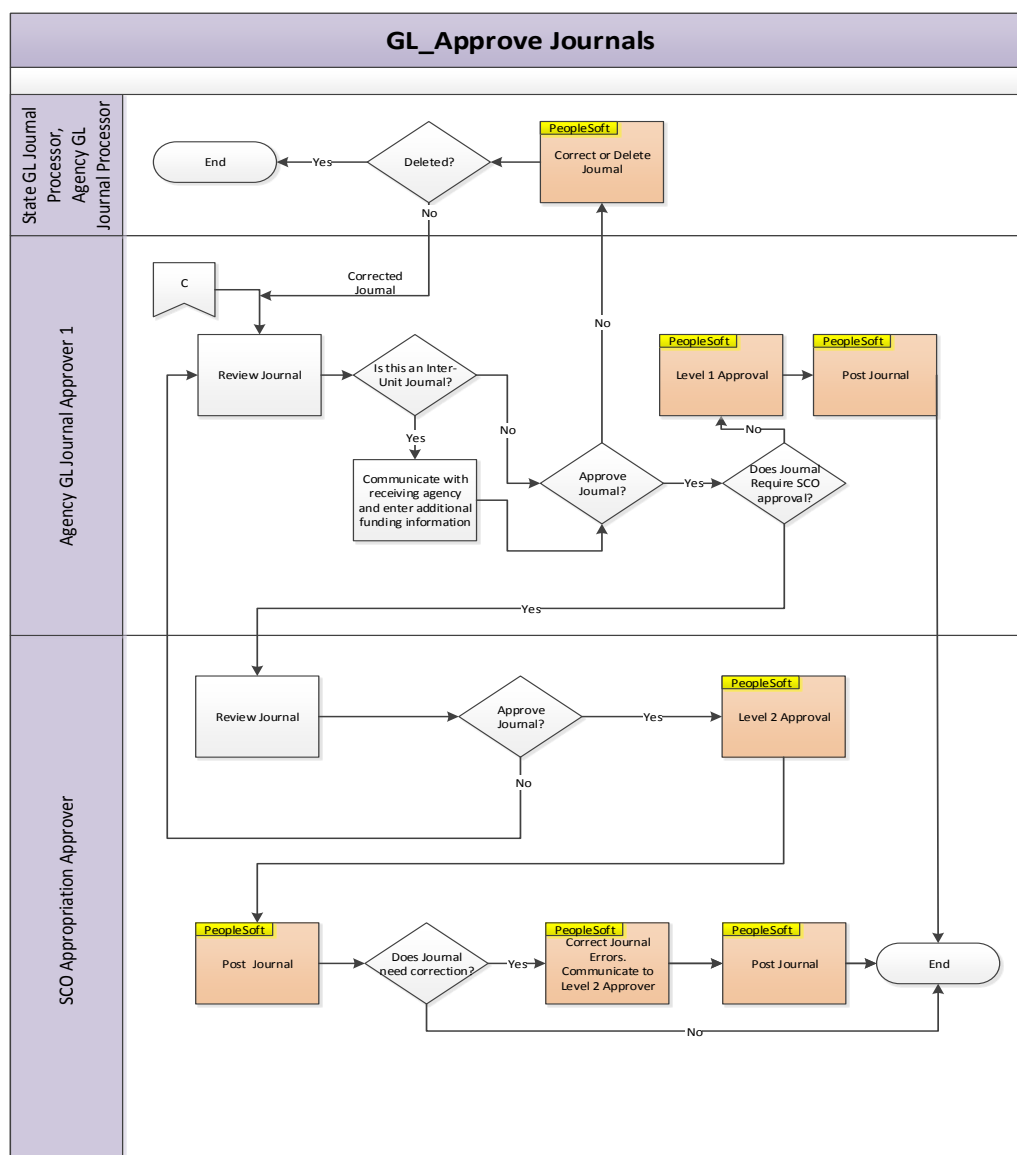 GL_Approve Journals
State GL Journal
Processor,
Agency GL
Journal Processor
End
Yes
Deleted?
PeopleSoft
Correct or Delete
Journal
No
Agency GL Journal Approver 1
C
Corrected
Journal
Review Journal
Is this an Inter-
Unit Journal?
Yes
No
Communicate with
receiving agency
and enter additional
funding information
No
Approve
Journal?
Yes
PeopleSoft
Level 1 Approval
PeopleSoft
Post Journal
No
Does Journal
Require SCO
approval?
Yes
SCO Appropriation Approver
Review Journal
Approve
Journal?
Yes
No
PeopleSoft
Level 2 Approval
PeopleSoft
Post Journal
Does Journal
need correction?
Yes
PeopleSoft
Correct Journal
Errors.
Communicate to
Level 2 Approver
PeopleSoft
Post Journal
End
No